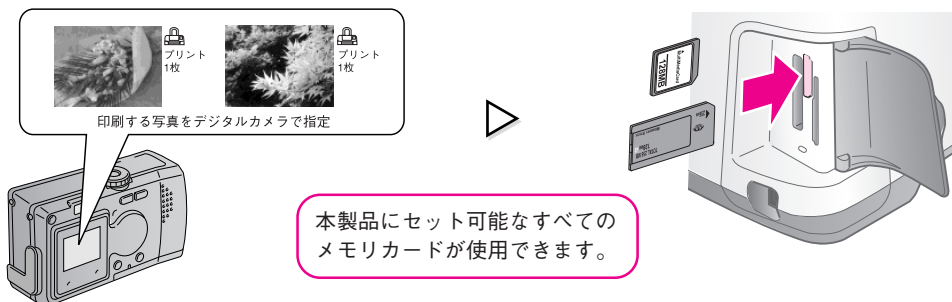 プリント
1枚
プリント
1枚
印刷する写真をデジタルカメラで指定
128MB
本製品にセット可能なすべての
メモリカードが使用できます。